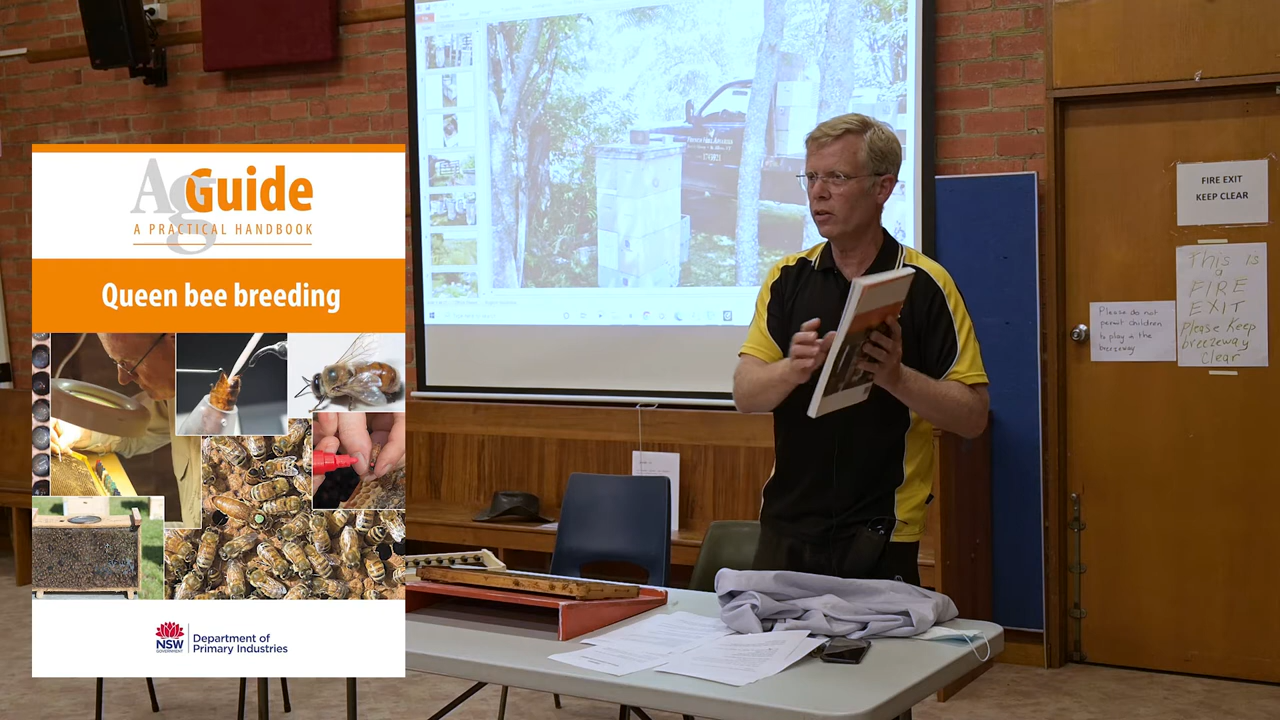 AgGuide
A PRACTICAL HANDBOOK
Queen bee breeding
NSW
GOVERNMENT
Department of
Primary Industries
FIRE EXIT
KEEP CLEAR
This is
a
FIRE
EXIT
Please Keep
breezeway
Clear
Please do not
permit children
to play in the
breezeway